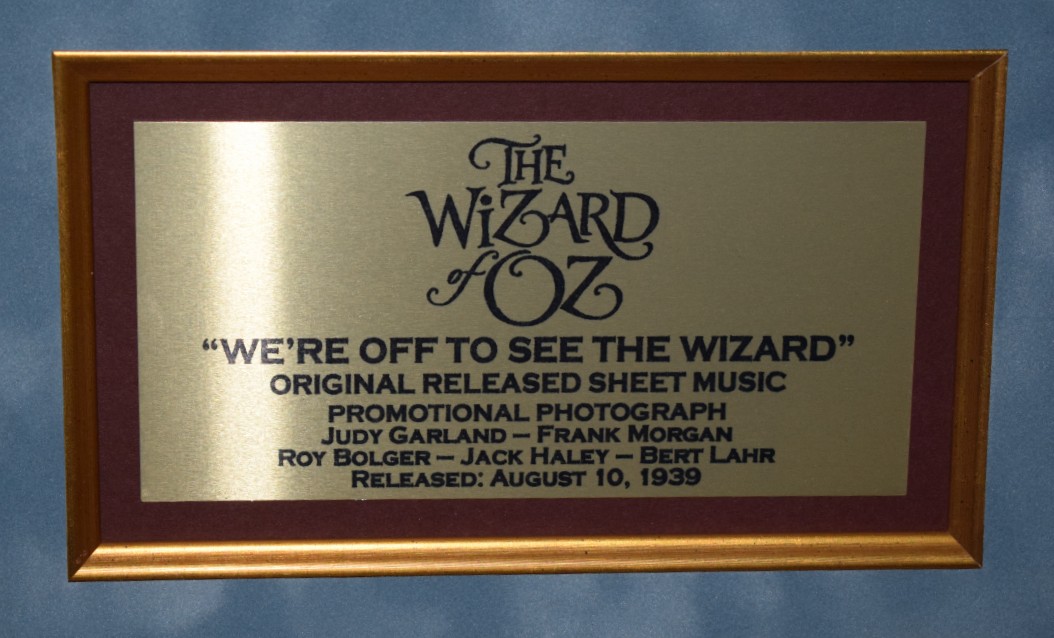 THE
WiZARD
of OZ
“WE’RE OFF TO SEE THE WIZARD”
ORIGINAL RELEASED SHEET MUSIC
PROMOTIONAL PHOTOGRAPH
JUDY GARLAND – FRANK MORGAN
ROY BOLGER – JACK HALEY – BERT LAHR
RELEASED: AUGUST 10, 1939